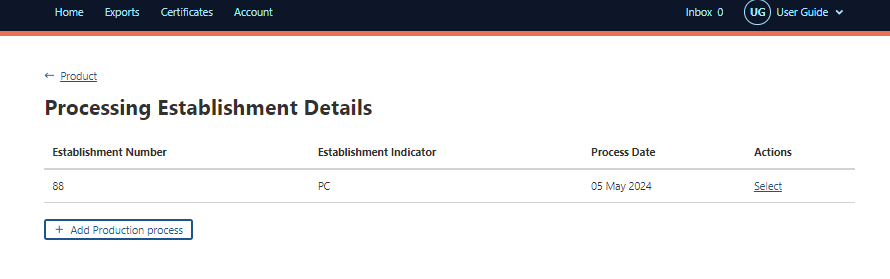 Home Exports Certificates Account Inbox 0 UG User Guide
← Product
Processing Establishment Details
Establishment Number Establishment Indicator Process Date Actions
88 PC 05 May 2024 Select
+ Add Production process